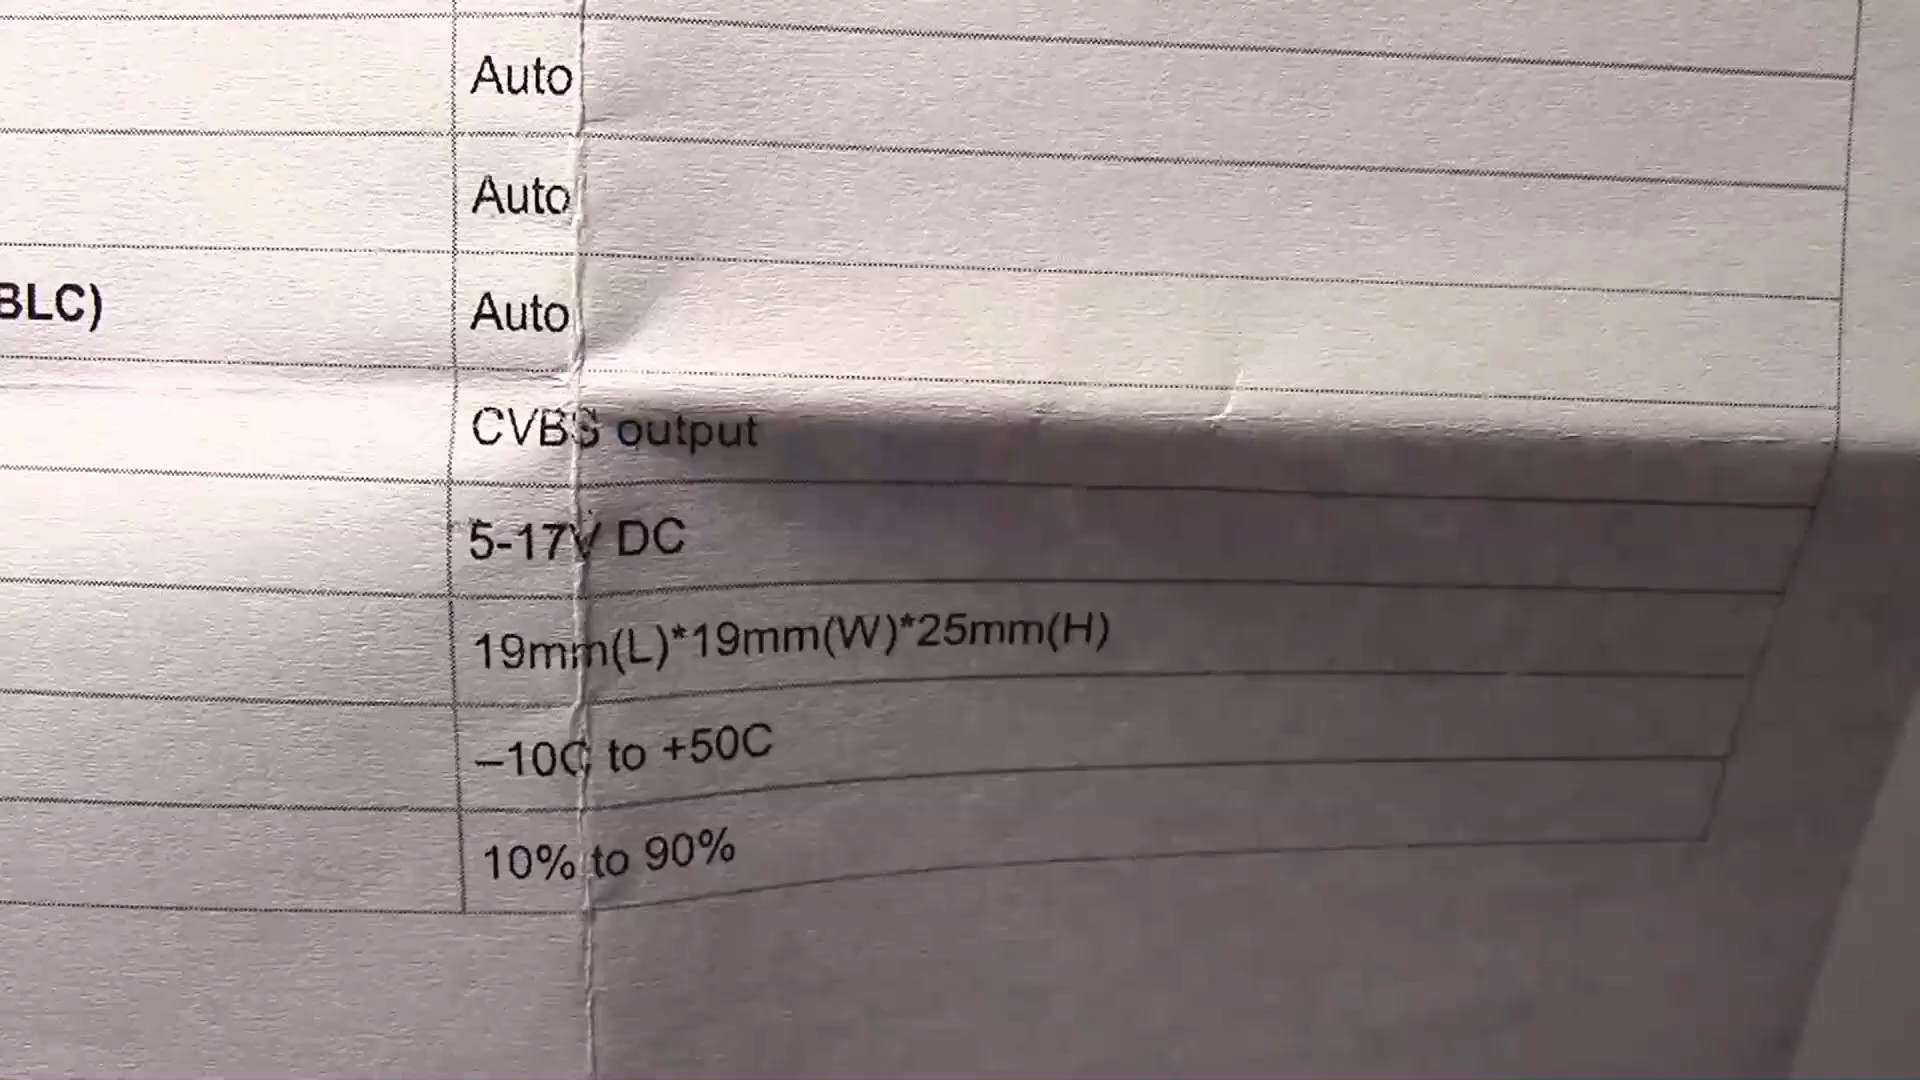 Auto
Auto
BLC) Auto
CVBS output
5-17V DC
19mm(L)*19mm(W)*25mm(H)
–10C to +50C
10% to 90%